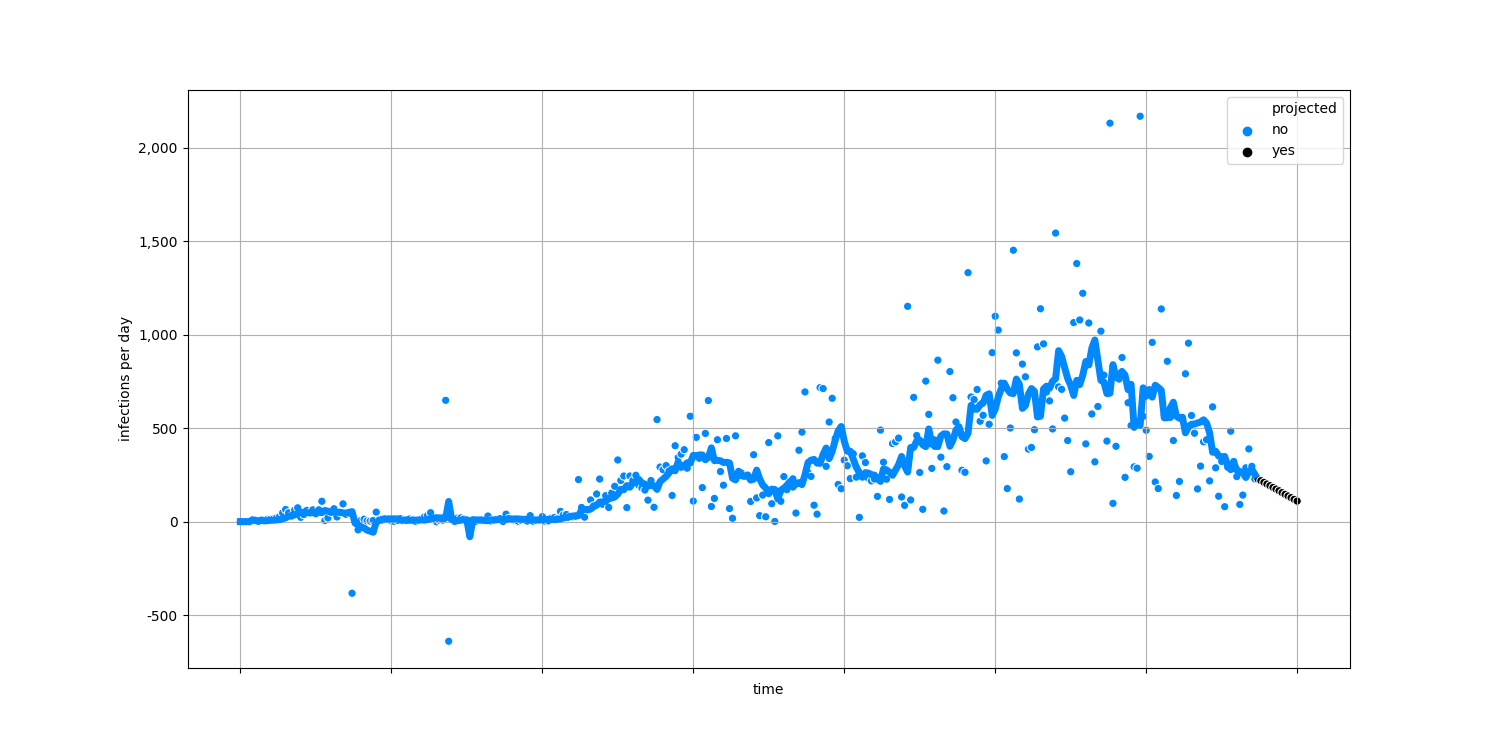 projected
no
yes
2,000
1,500
1,000
500
0
-500
infections per day
time